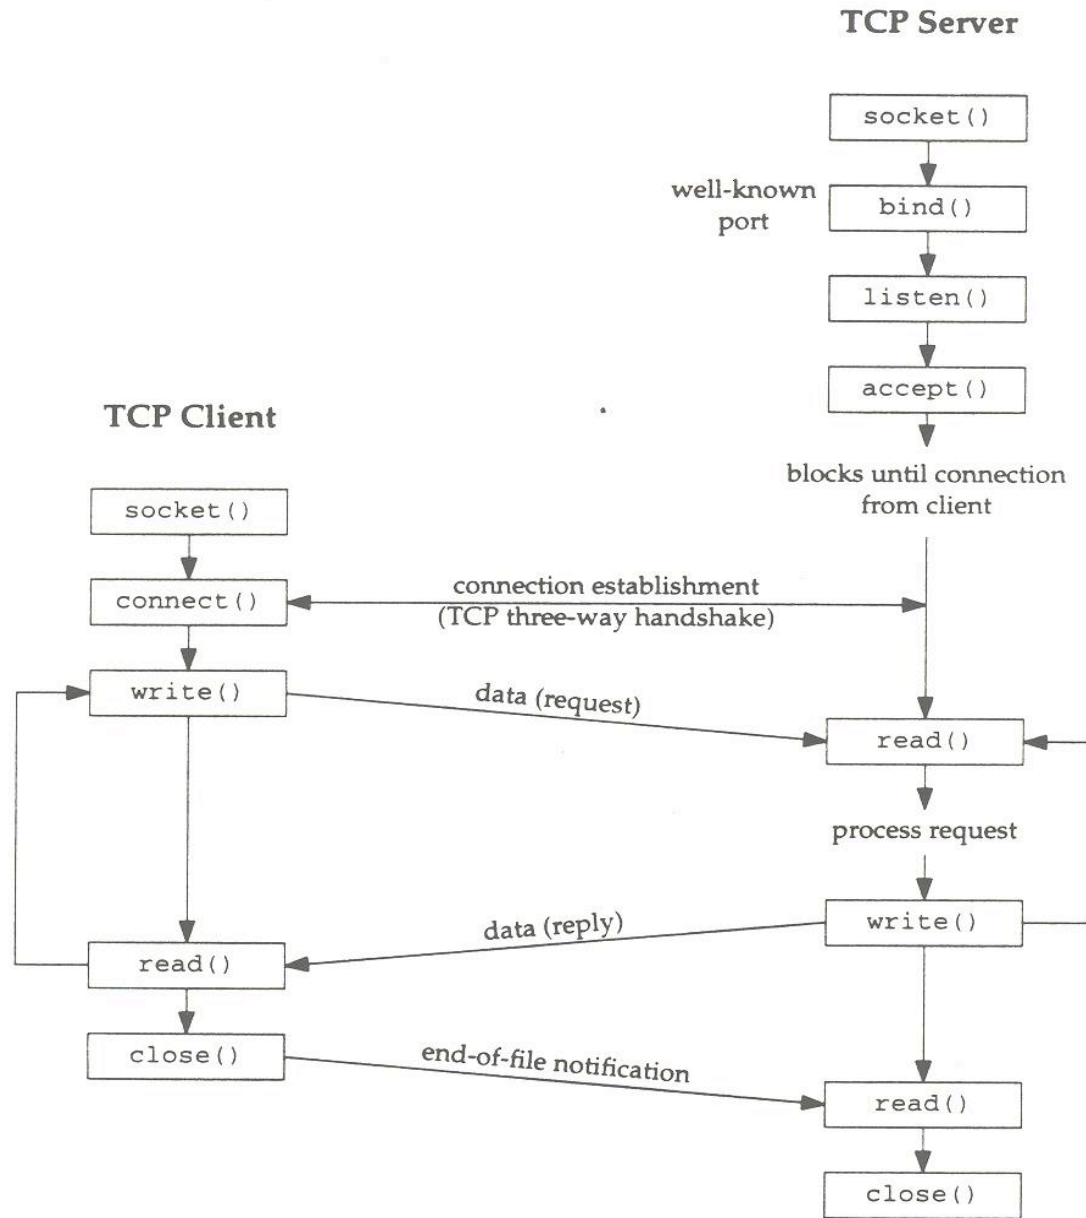 TCP Server
socket()
well-known
port
bind()
listen()
accept()
TCP Client
blocks until connection
from client
socket()
connection establishment
(TCP three-way handshake)
connect()
write()
data (request)
read()
process request
write()
data (reply)
read()
close()
end-of-file notification
read()
close()